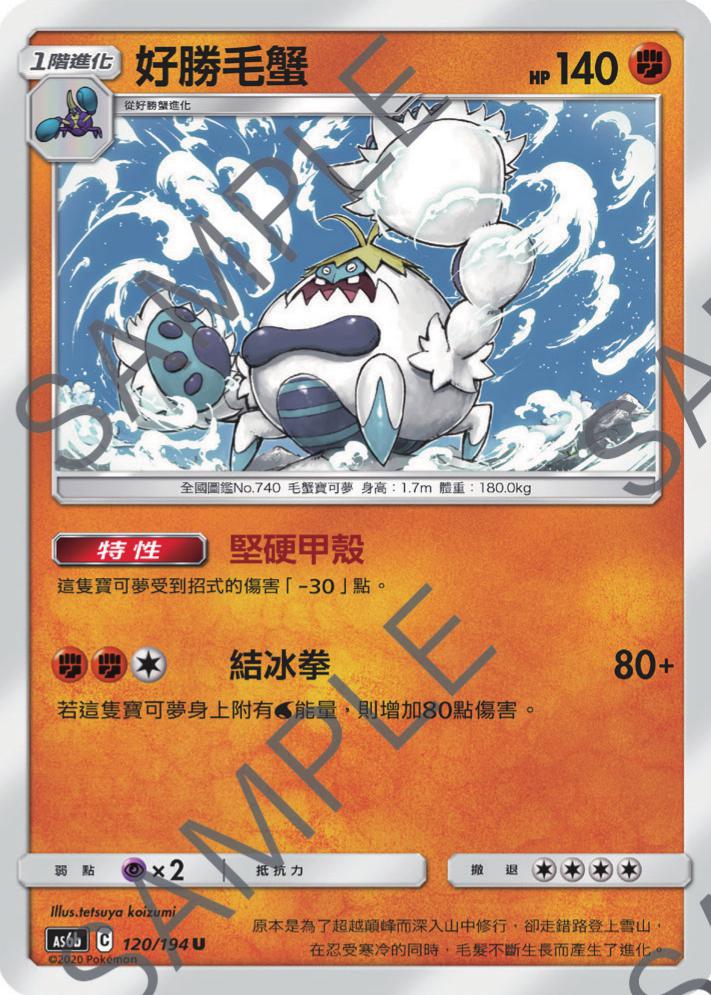 1階進化 好勝毛蟹 HP 140
從好勝蟹進化
全國圖鑑No.740 毛蟹寶可夢 身高：1.7m 體重：180.0kg
特性 堅硬甲殼
這隻寶可夢受到招式的傷害「-30」點。
結冰拳 80+
若這隻寶可夢身上附有能量，則增加80點傷害。
弱點 ×2 抵抗力 撤退
Illus.tetsuya koizumi
AS6b C 120/194 U
©2020 Pokémon
原本是為了超越顛峰而深入山中修行，卻走錯路登上雪山，
在忍受寒冷的同時，毛髮不斷生長而產生了進化。
SAMPLE
SAMPLE
SA